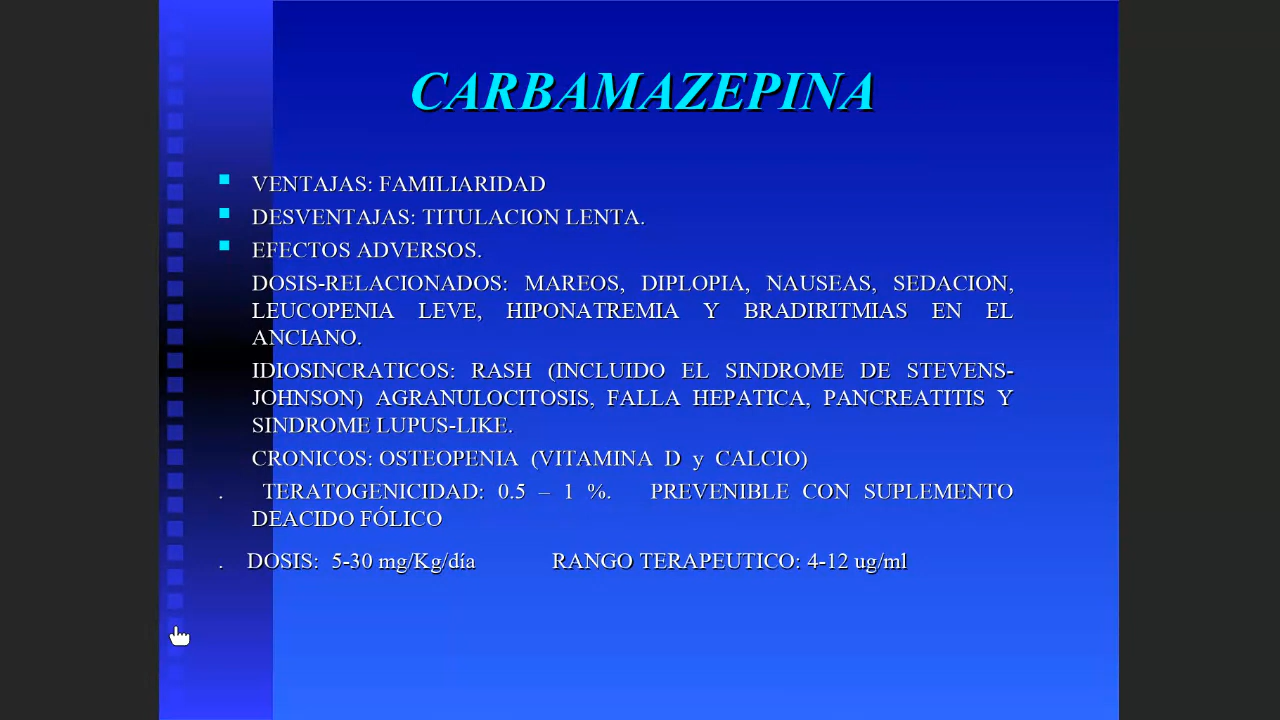 CARBAMAZEPINA
VENTAJAS: FAMILIARIDAD
DESVENTAJAS: TITULACION LENTA.
EFECTOS ADVERSOS.
DOSIS-RELACIONADOS: MAREOS, DIPLOPIA, NAUSEAS, SEDACION,
LEUCOPENIA LEVE, HIPONATREMIA Y BRADIRITMIAS EN EL
ANCIANO.
IDIOSINCRATICOS: RASH (INCLUIDO EL SINDROME DE STEVENS-
JOHNSON) AGRANULOCITOSIS, FALLA HEPATICA, PANCREATITIS Y
SINDROME LUPUS-LIKE.
CRONICOS: OSTEOPENIA (VITAMINA D y CALCIO)
. TERATOGENICIDAD: 0.5 – 1 %. PREVENIBLE CON SUPLEMENTO
DEACIDO FÓLICO
. DOSIS: 5-30 mg/Kg/día RANGO TERAPEUTICO: 4-12 ug/ml